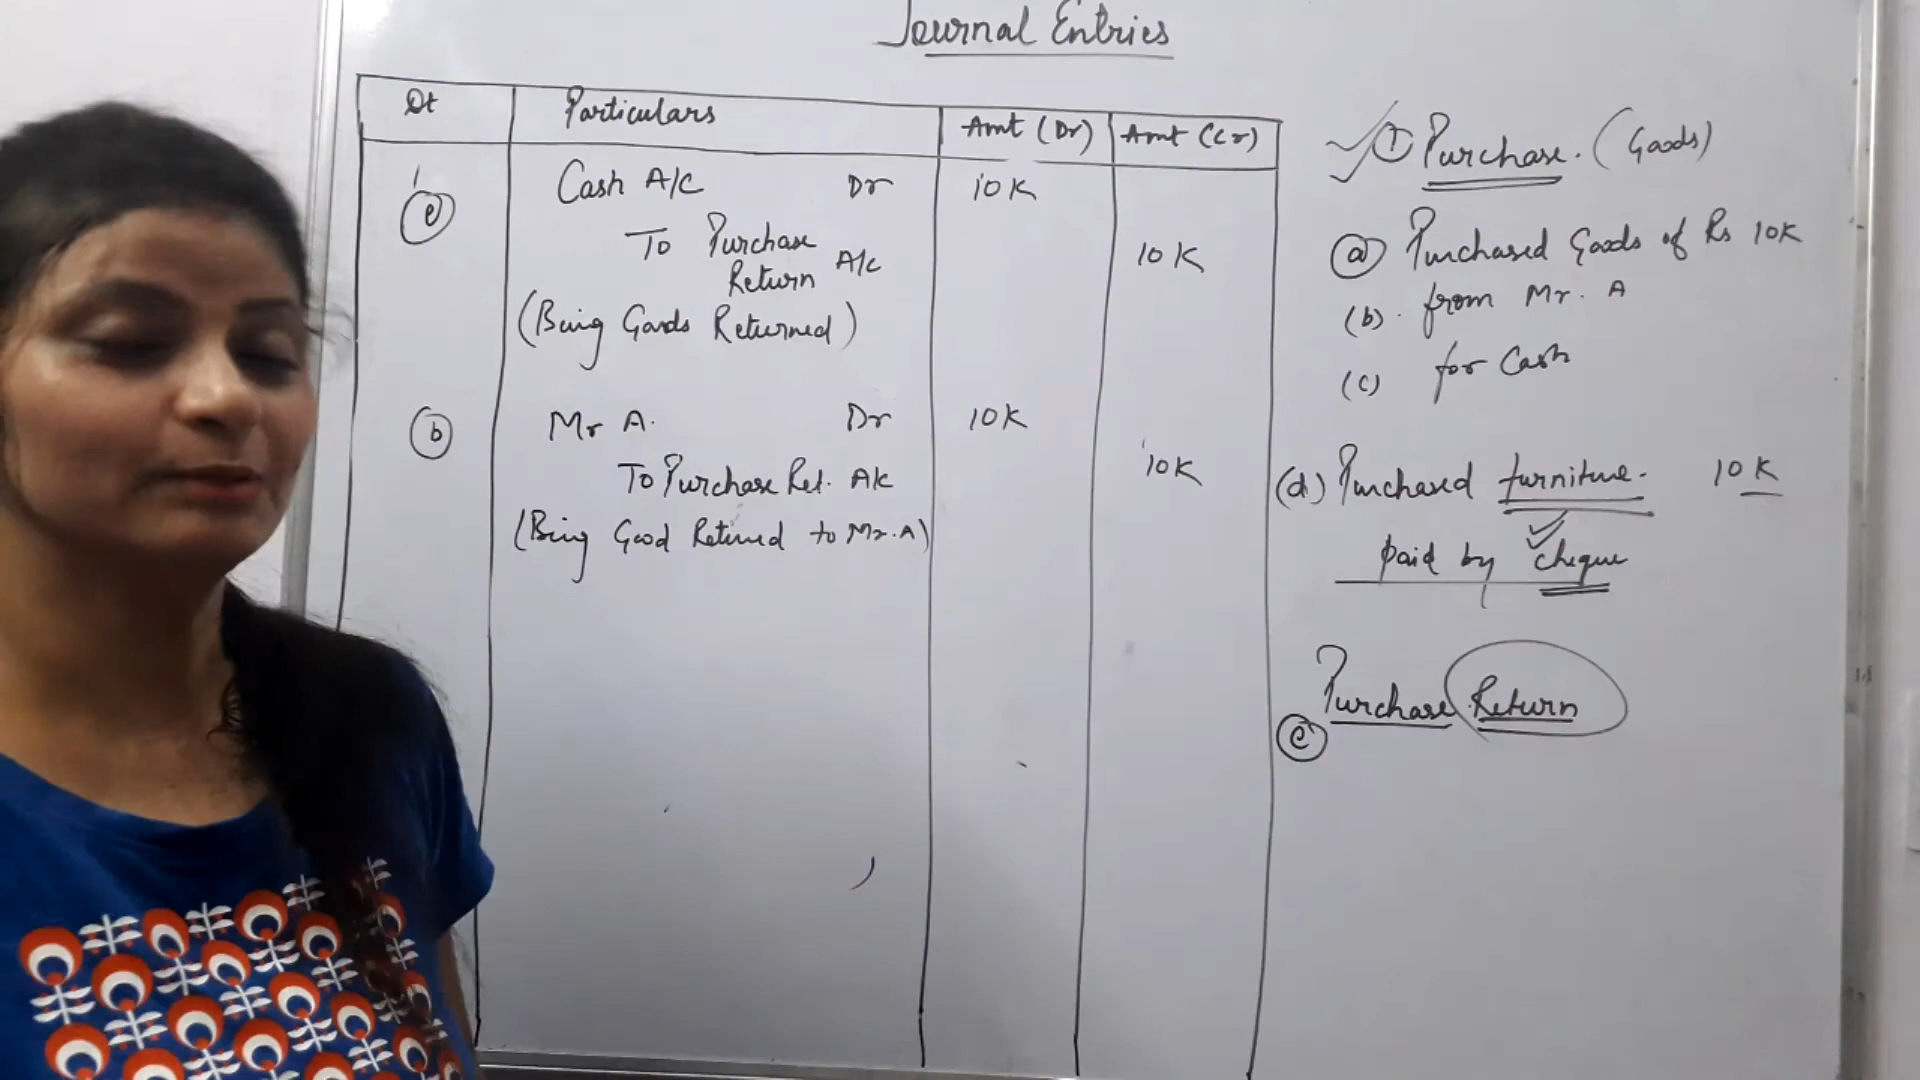 Journal Entries
Dt Particulars Amt (Dr) Amt (Cr)
(e) Cash A/C Dr 10K
To Purchase
Return A/c 10K
(Being Goods Returned)
(b) Mr A. Dr 10K
To Purchase Ret. A/c 10K
(Being Good Retured to Mr. A)
① Purchase. (Goods)
(a) Purchased Goods of Rs 10K
(b). from Mr. A
(c) for Cash
(d) Purchased furniture. 10K
paid by cheque
Purchase Return
(e)